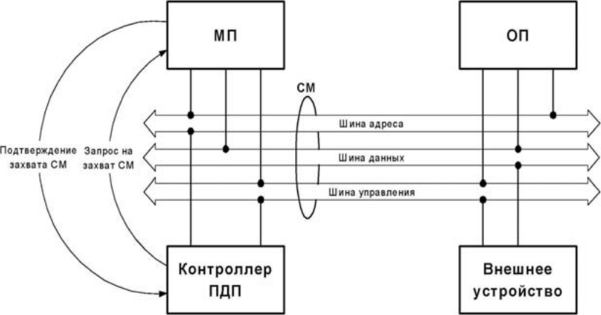 МП
ОП
СМ
Шина адреса
Подтверждение
захвата СМ
Запрос на
захват СМ
Шина данных
Шина управления
Контроллер
ПДП
Внешнее
устройство